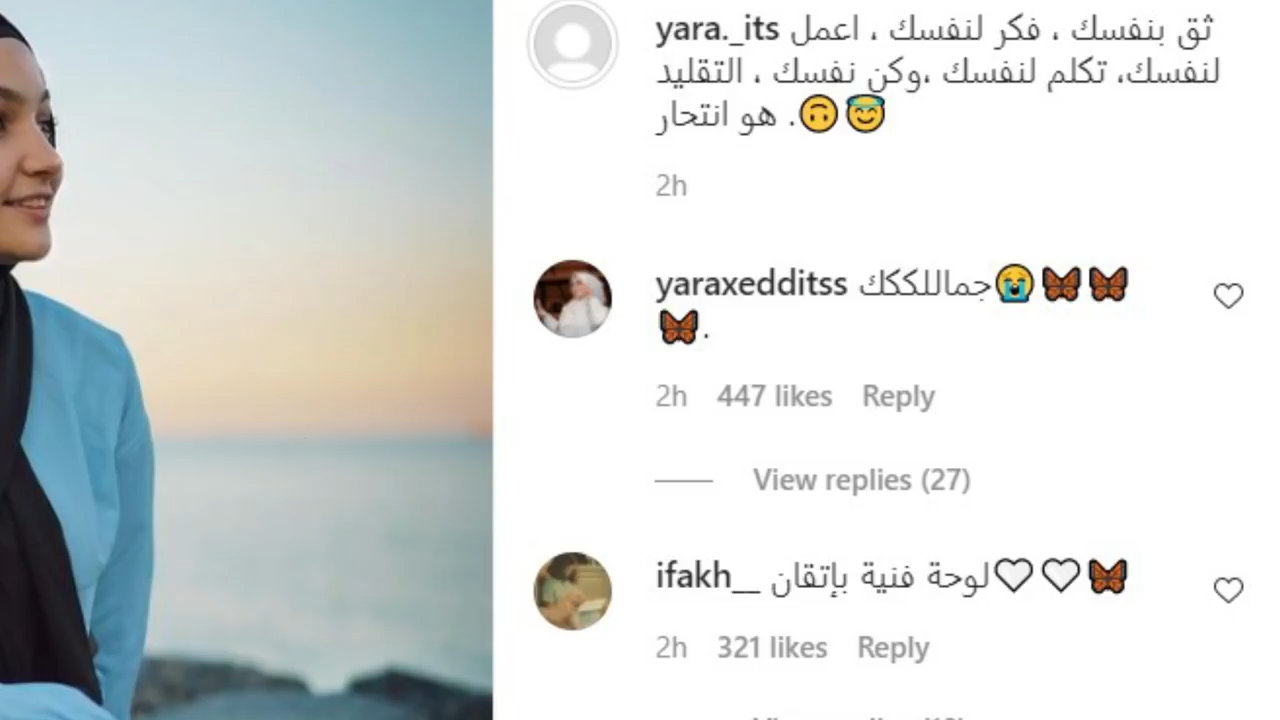 yara._its ثق بنفسك ، فكر لنفسك ، اعمل
لنفسك، تكلم لنفسك ،وكن نفسك ، التقليد
هو انتحار .🙃😇
2h
yaraxedditss جمالللكككك😭🦋🦋
🦋.
2h 447 likes Reply
View replies (27)
ifakh__ لوحة فنية بإتقان🤍🤍🦋
2h 321 likes Reply